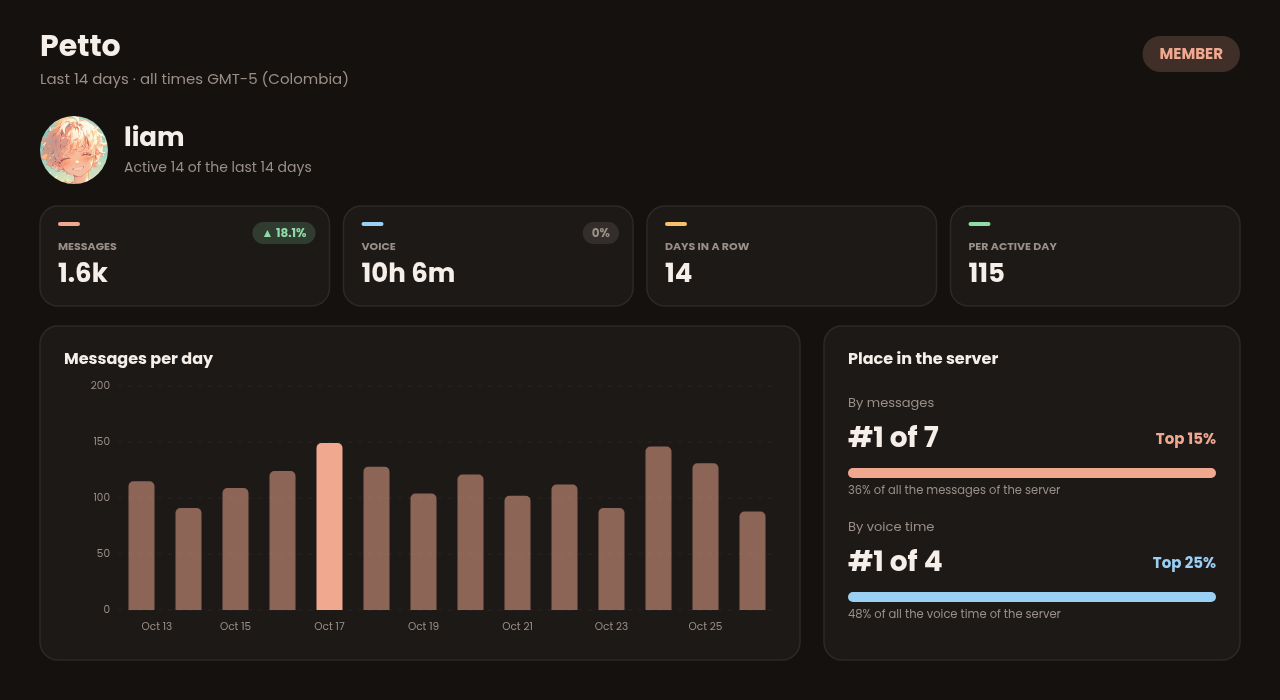 Petto
Last 14 days · all times GMT-5 (Colombia)
MEMBER
liam
Active 14 of the last 14 days
▲ 18.1%
MESSAGES
1.6k
0%
VOICE
10h 6m
DAYS IN A ROW
14
PER ACTIVE DAY
115
Messages per day
200
150
100
50
0
Oct 13 Oct 15 Oct 17 Oct 19 Oct 21 Oct 23 Oct 25
Place in the server
By messages
#1 of 7 Top 15%
36% of all the messages of the server
By voice time
#1 of 4 Top 25%
48% of all the voice time of the server